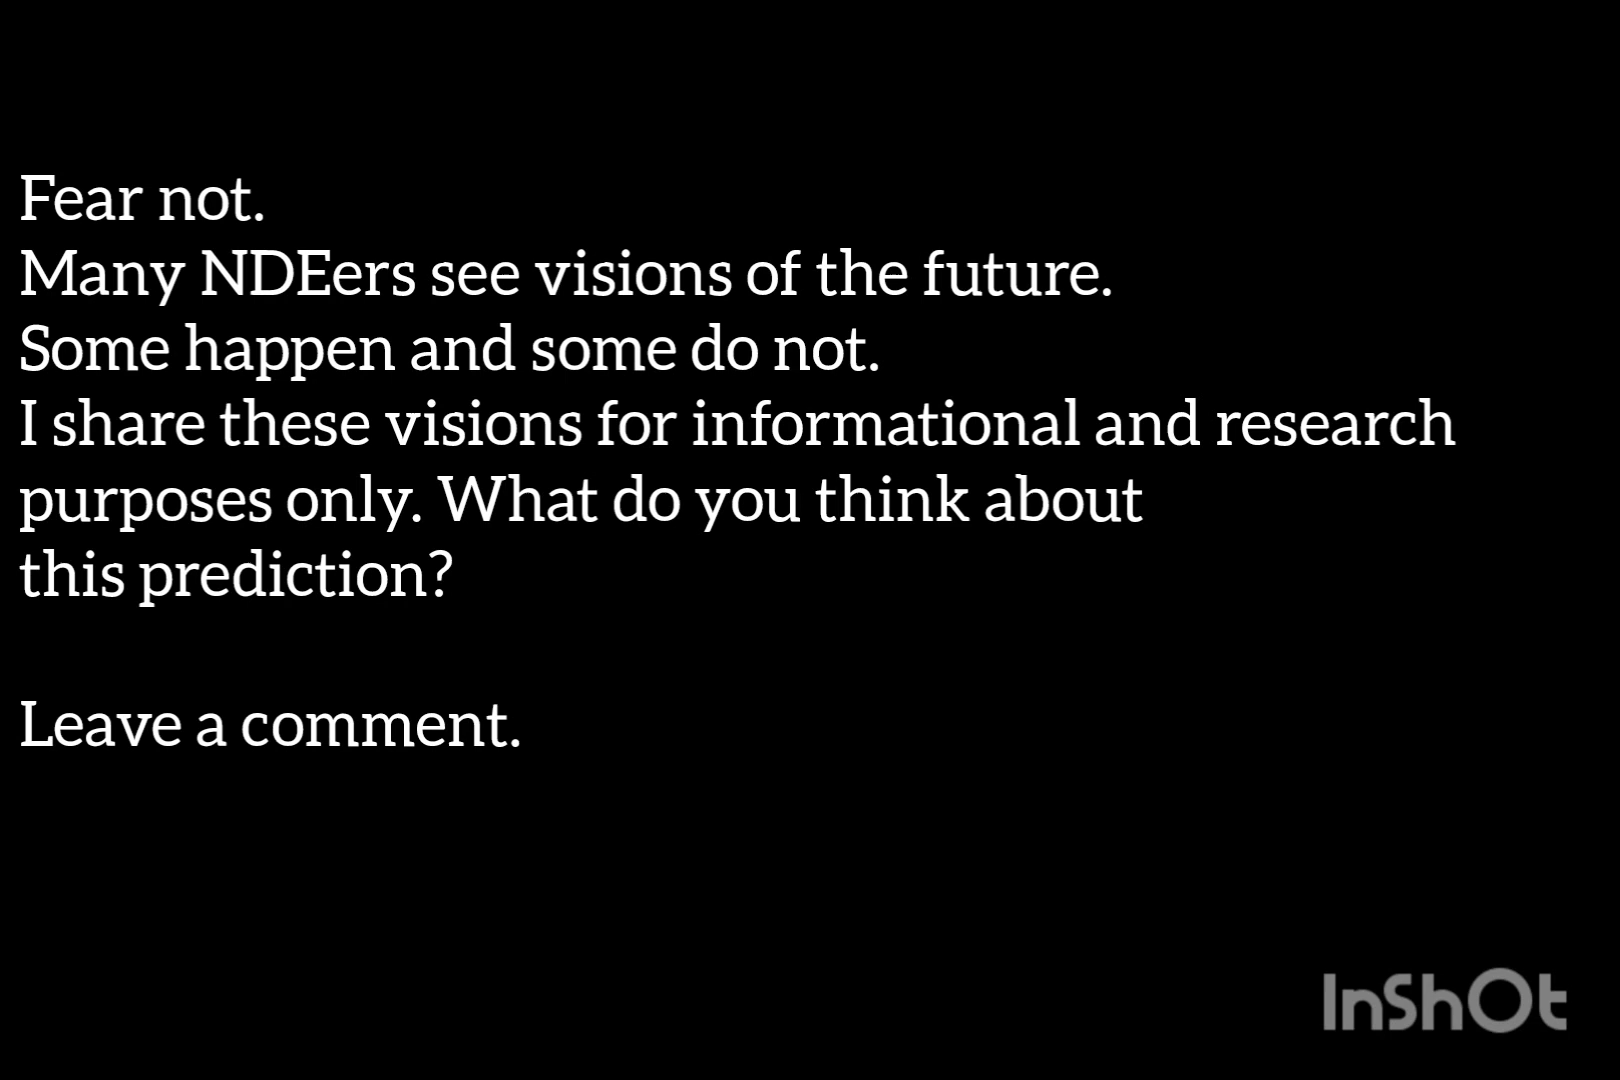 Fear not.
Many NDEers see visions of the future.
Some happen and some do not.
I share these visions for informational and research
purposes only. What do you think about
this prediction?
Leave a comment.
InShOt